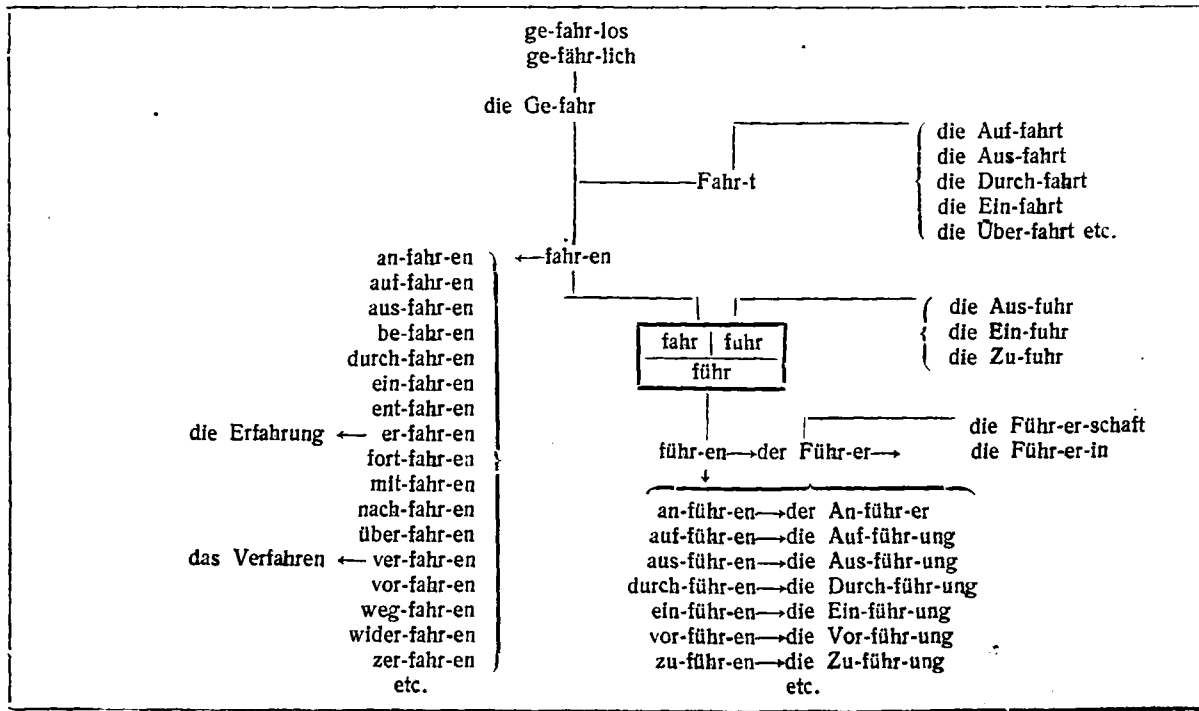 ge-fahr-los
ge-fähr-lich
die Ge-fahr
Fahr-t
die Auf-fahrt
die Aus-fahrt
die Durch-fahrt
die Ein-fahrt
die Über-fahrt etc.
←fahr-en
an-fahr-en
auf-fahr-en
aus-fahr-en
be-fahr-en
durch-fahr-en
ein-fahr-en
ent-fahr-en
die Erfahrung ← er-fahr-en
fort-fahr-en
mit-fahr-en
nach-fahr-en
über-fahr-en
das Verfahren ← ver-fahr-en
vor-fahr-en
weg-fahr-en
wider-fahr-en
zer-fahr-en
etc.
fahr | fuhr
führ
die Aus-fuhr
die Ein-fuhr
die Zu-fuhr
führ-en→der Führ-er→
die Führ-er-schaft
die Führ-er-in
an-führ-en→der An-führ-er
auf-führ-en→die Auf-führ-ung
aus-führ-en→die Aus-führ-ung
durch-führ-en→die Durch-führ-ung
ein-führ-en→die Ein-führ-ung
vor-führ-en→die Vor-führ-ung
zu-führ-en→die Zu-führ-ung
etc.